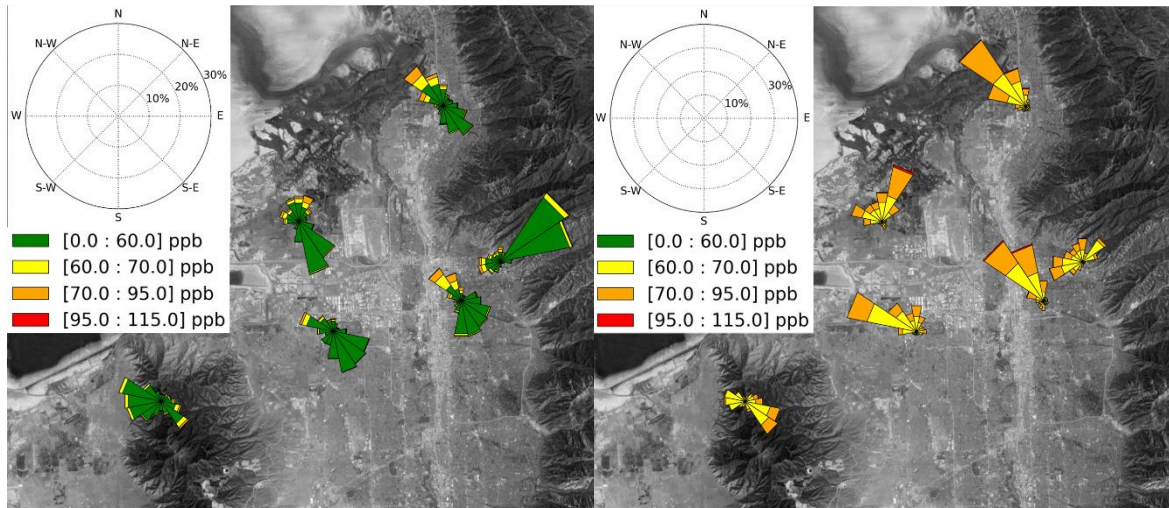 N
N-W
N-E
30%
20%
10%
W
E
S-W
S-E
S
[0.0 : 60.0] ppb
[60.0 : 70.0] ppb
[70.0 : 95.0] ppb
[95.0 : 115.0] ppb
N
N-W
N-E
30%
10%
W
E
S-W
S-E
S
[0.0 : 60.0] ppb
[60.0 : 70.0] ppb
[70.0 : 95.0] ppb
[95.0 : 115.0] ppb